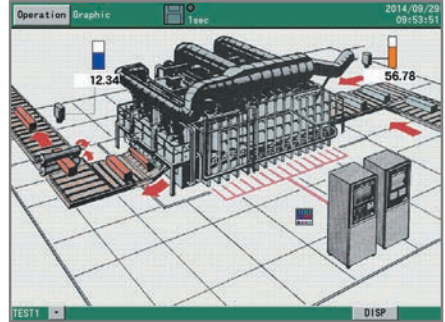 Operation Graphic
1sec
2014/09/29
09:53:51
12.34
56.78
TEST1
DISP